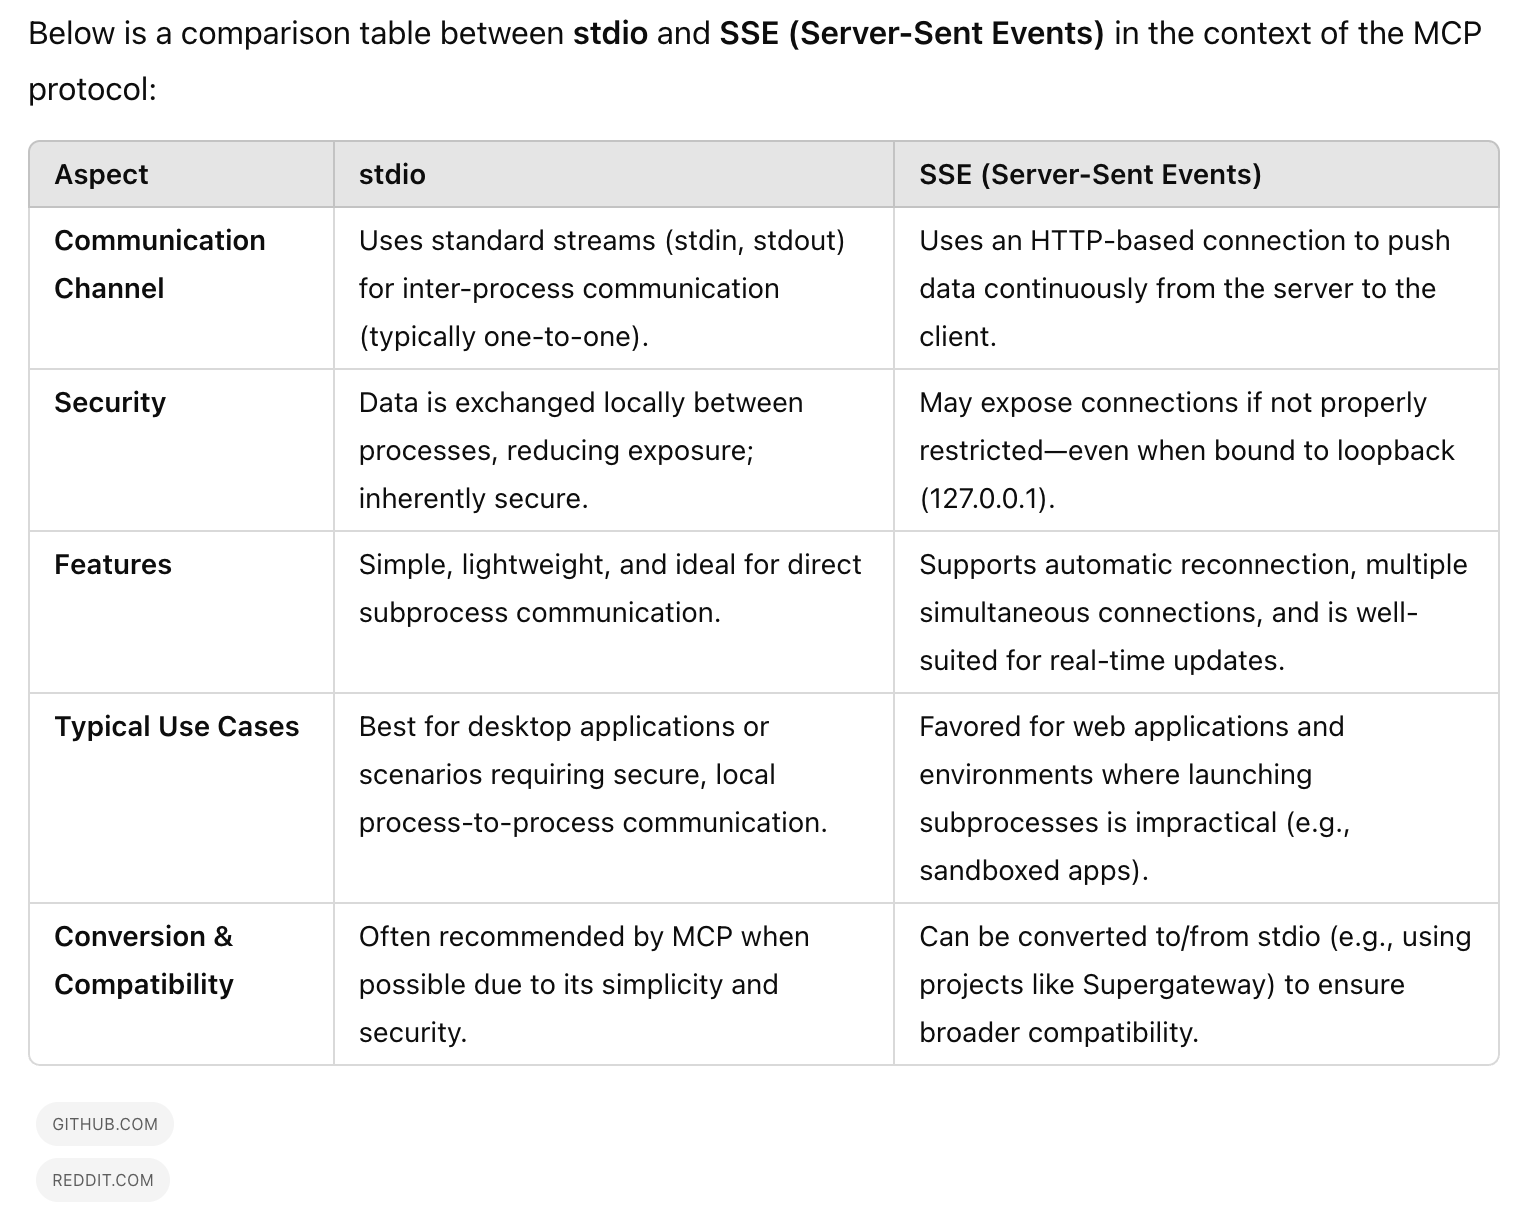 Below is a comparison table between stdio and SSE (Server-Sent Events) in the context of the MCP
protocol:
Aspect
stdio
SSE (Server-Sent Events)
Communication
Channel
Uses standard streams (stdin, stdout)
for inter-process communication
(typically one-to-one).
Uses an HTTP-based connection to push
data continuously from the server to the
client.
Security
Data is exchanged locally between
processes, reducing exposure;
inherently secure.
May expose connections if not properly
restricted—even when bound to loopback
(127.0.0.1).
Features
Simple, lightweight, and ideal for direct
subprocess communication.
Supports automatic reconnection, multiple
simultaneous connections, and is well-
suited for real-time updates.
Typical Use Cases
Best for desktop applications or
scenarios requiring secure, local
process-to-process communication.
Favored for web applications and
environments where launching
subprocesses is impractical (e.g.,
sandboxed apps).
Conversion &
Compatibility
Often recommended by MCP when
possible due to its simplicity and
security.
Can be converted to/from stdio (e.g., using
projects like Supergateway) to ensure
broader compatibility.
GITHUB.COM
REDDIT.COM